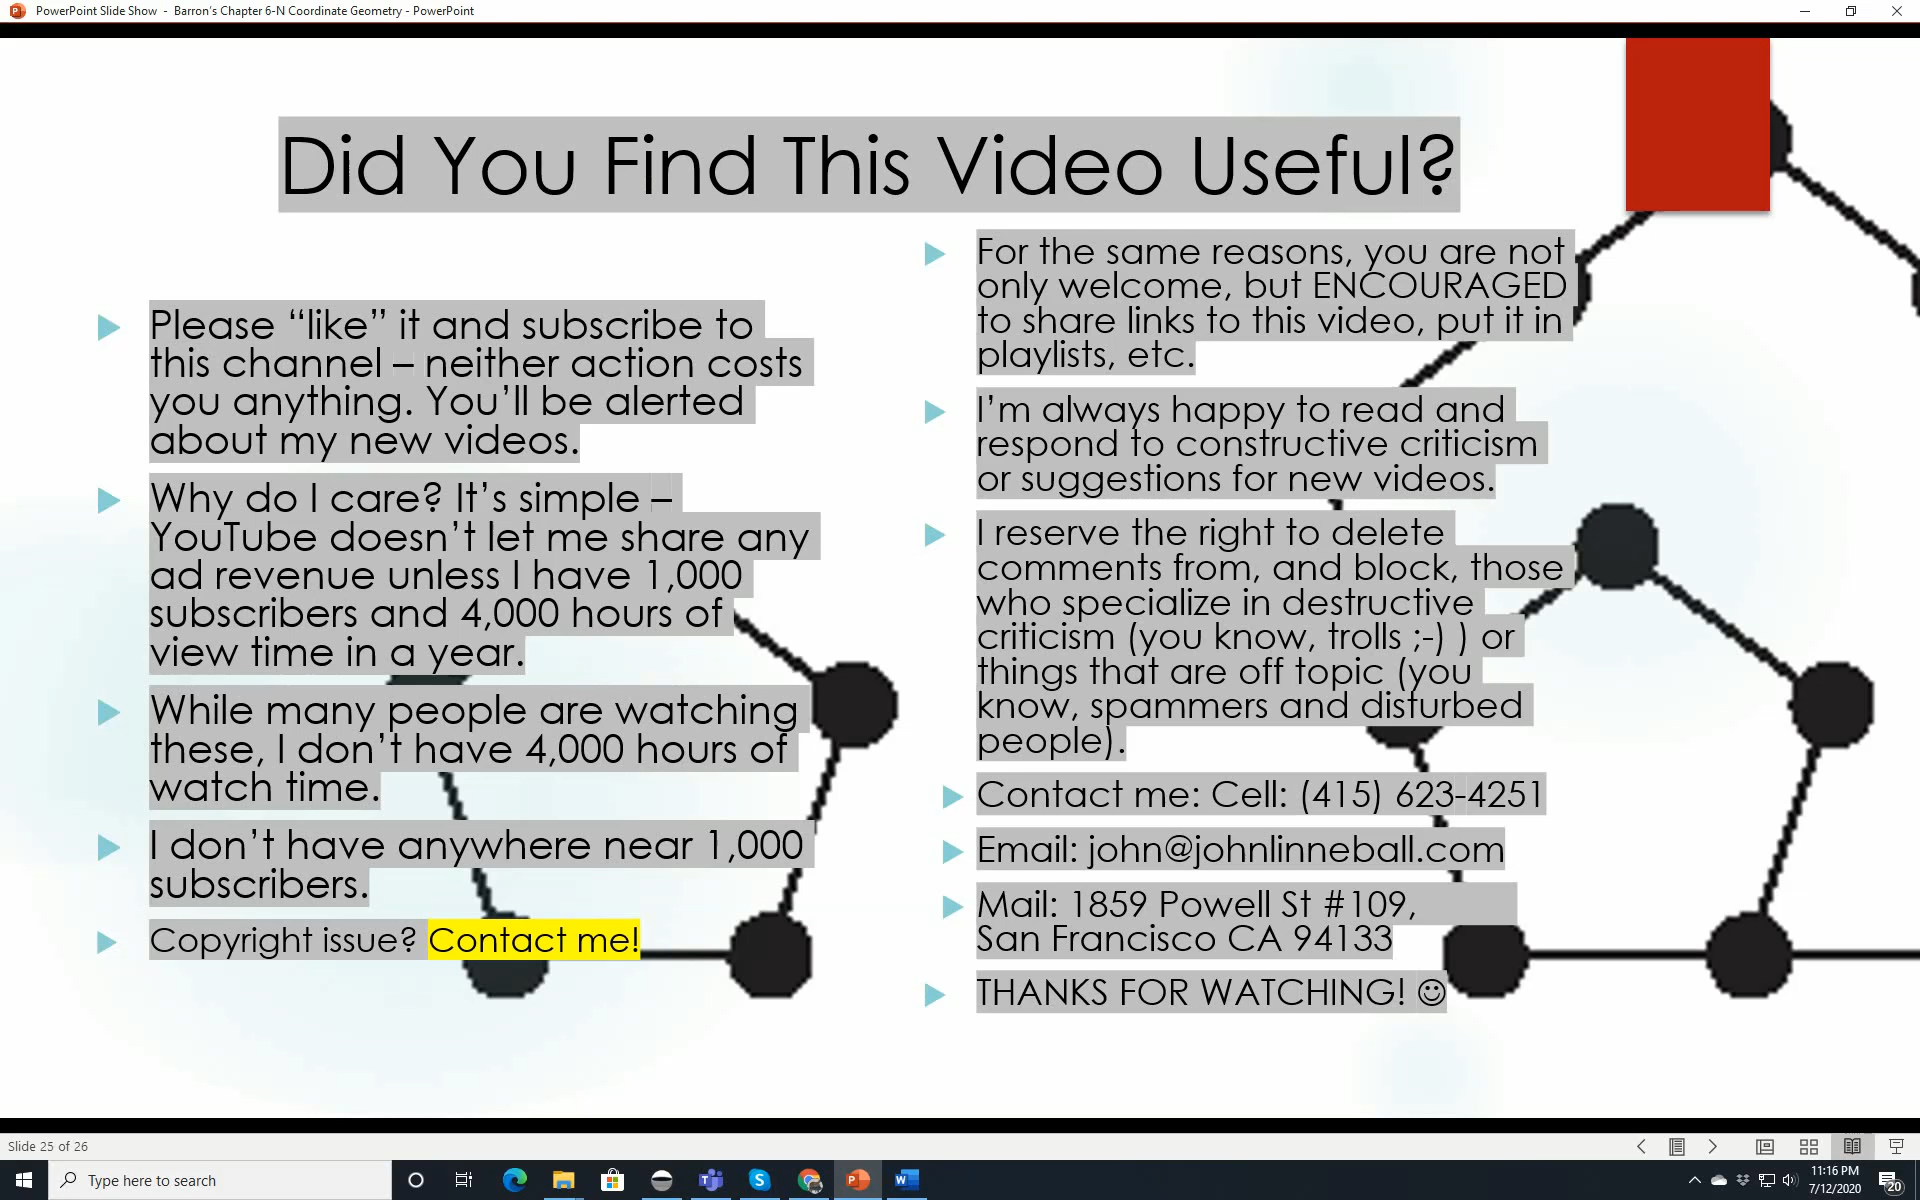 PowerPoint Slide Show - Barron's Chapter 6-N Coordinate Geometry - PowerPoint
Did You Find This Video Useful?
Please “like” it and subscribe to
this channel – neither action costs
you anything. You’ll be alerted
about my new videos.
Why do I care? It’s simple –
YouTube doesn’t let me share any
ad revenue unless I have 1,000
subscribers and 4,000 hours of
view time in a year.
While many people are watching
these, I don’t have 4,000 hours of
watch time.
I don’t have anywhere near 1,000
subscribers.
Copyright issue? Contact me!
For the same reasons, you are not
only welcome, but ENCOURAGED
to share links to this video, put it in
playlists, etc.
I’m always happy to read and
respond to constructive criticism
or suggestions for new videos.
I reserve the right to delete
comments from, and block, those
who specialize in destructive
criticism (you know, trolls ;-) ) or
things that are off topic (you
know, spammers and disturbed
people).
Contact me: Cell: (415) 623-4251
Email: john@johnlinneball.com
Mail: 1859 Powell St #109,
San Francisco CA 94133
THANKS FOR WATCHING! ☺
Slide 25 of 26
Type here to search
11:16 PM
7/12/2020
20